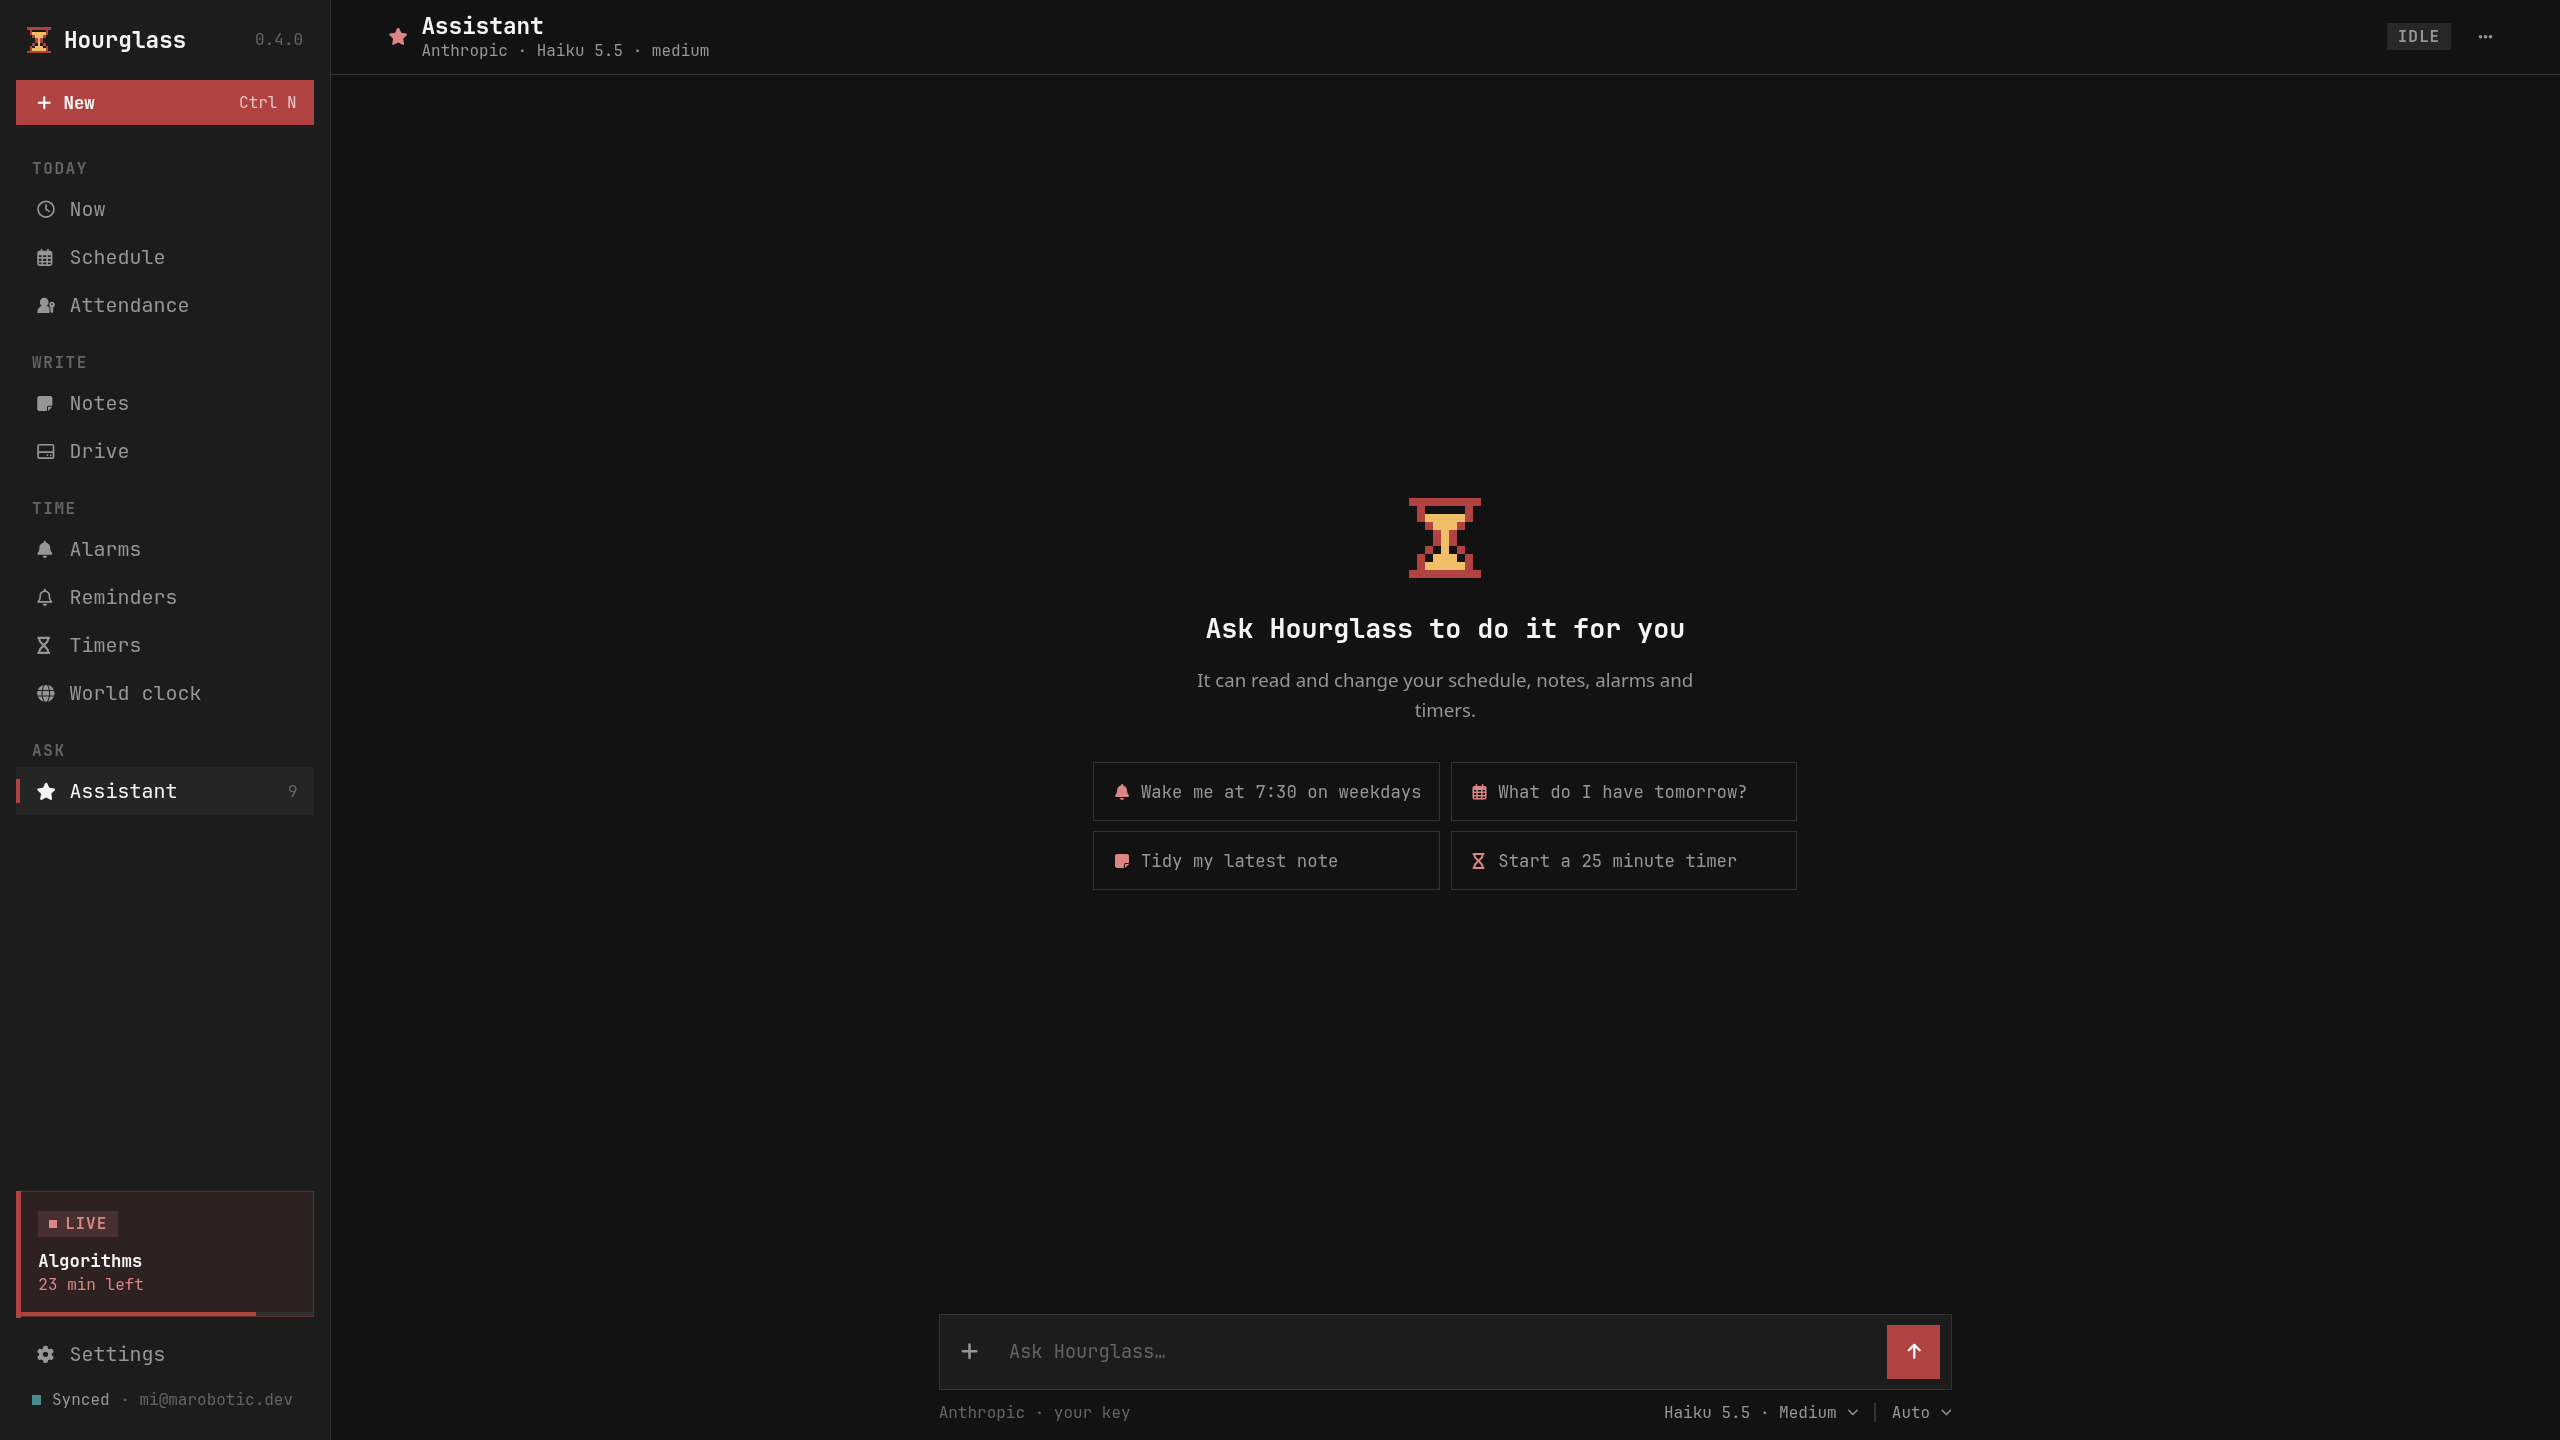 Hourglass 0.4.0
New Ctrl N
TODAY
Now
Schedule
Attendance
WRITE
Notes
Drive
TIME
Alarms
Reminders
Timers
World clock
ASK
Assistant 9
LIVE
Algorithms
23 min left
Settings
Synced · mi@marobotic.dev
Assistant
Anthropic · Haiku 5.5 · medium
IDLE
Ask Hourglass to do it for you
It can read and change your schedule, notes, alarms and
timers.
Wake me at 7:30 on weekdays
What do I have tomorrow?
Tidy my latest note
Start a 25 minute timer
Ask Hourglass…
Anthropic · your key
Haiku 5.5 · Medium
Auto